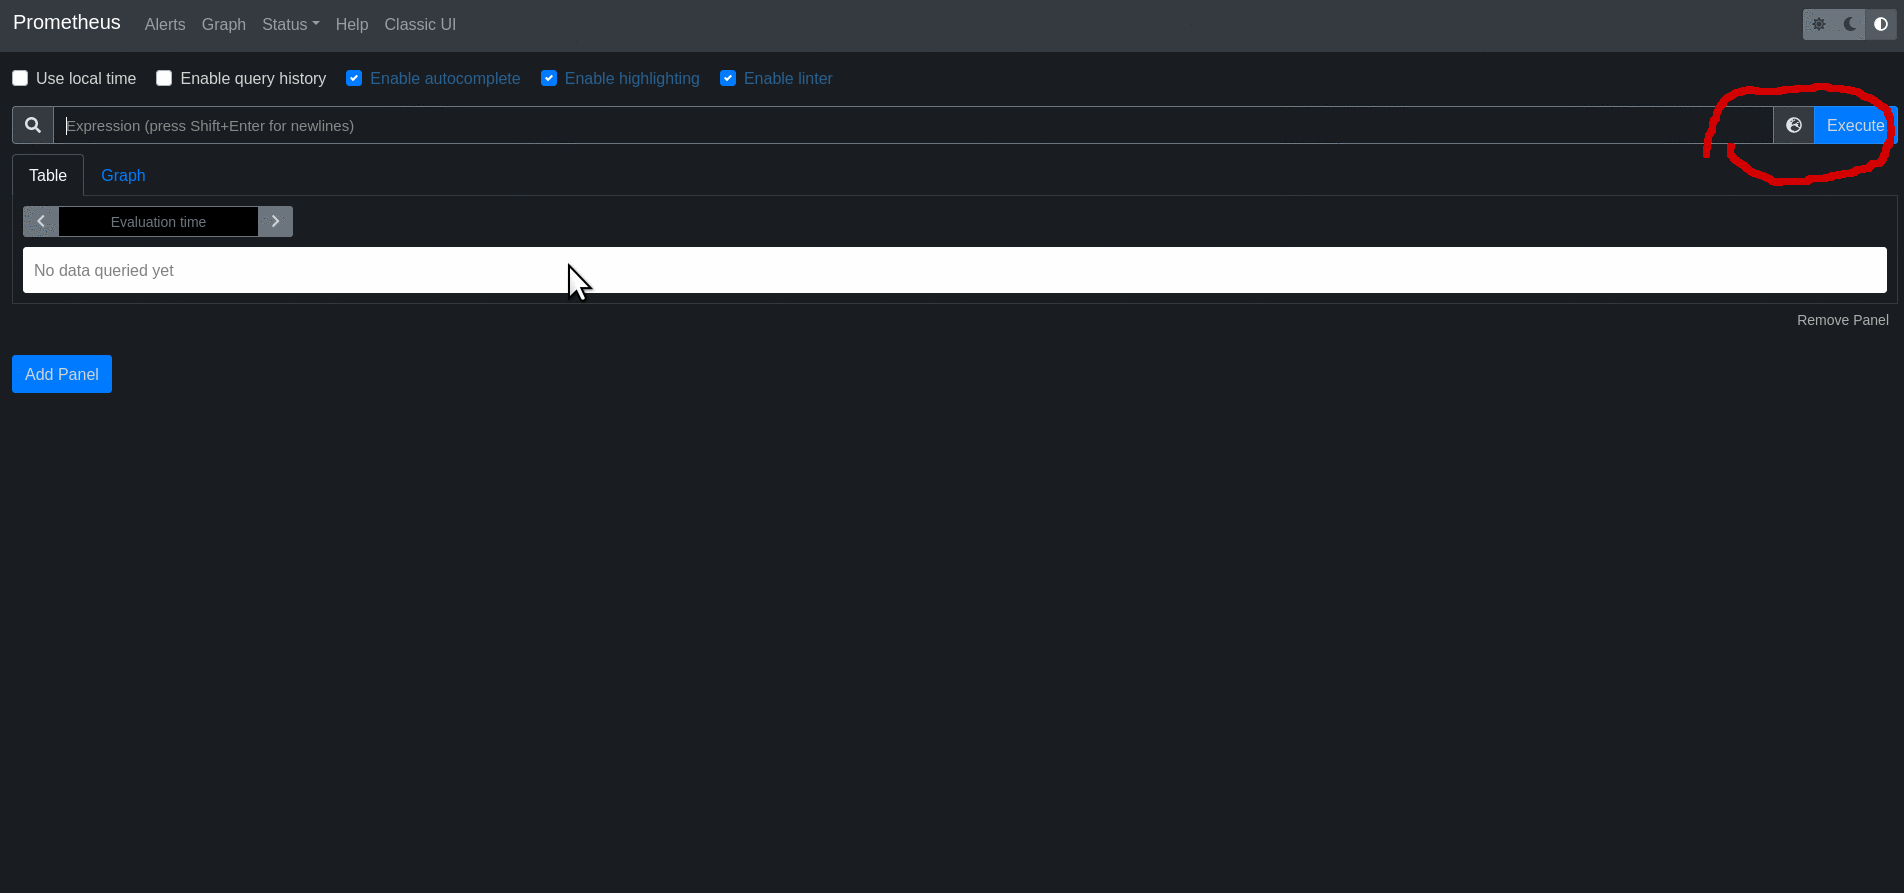 Prometheus Alerts Graph Status Help Classic UI
Use local time Enable query history Enable autocomplete Enable highlighting Enable linter
Expression (press Shift+Enter for newlines) Execute
Table Graph
Evaluation time
No data queried yet
Remove Panel
Add Panel